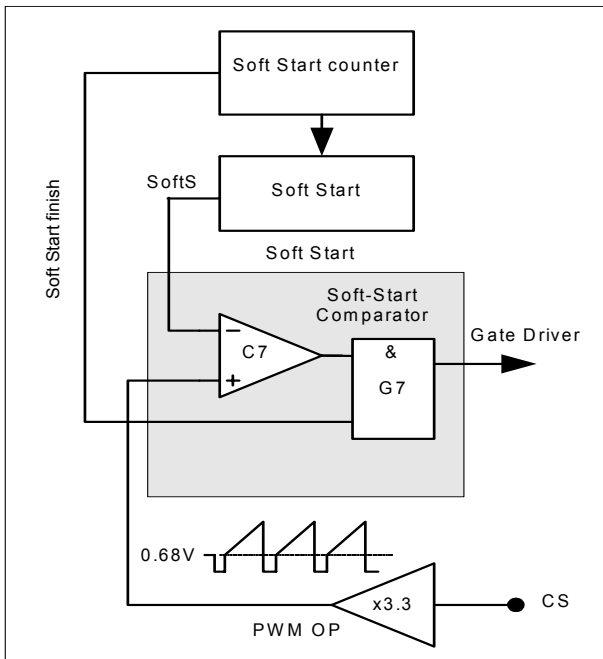 Soft Start counter
SoftS
Soft Start
Soft Start finish
Soft Start
Soft-Start
Comparator
Gate Driver
−
C7
+
&
G7
0.68V
x3.3
CS
PWM OP